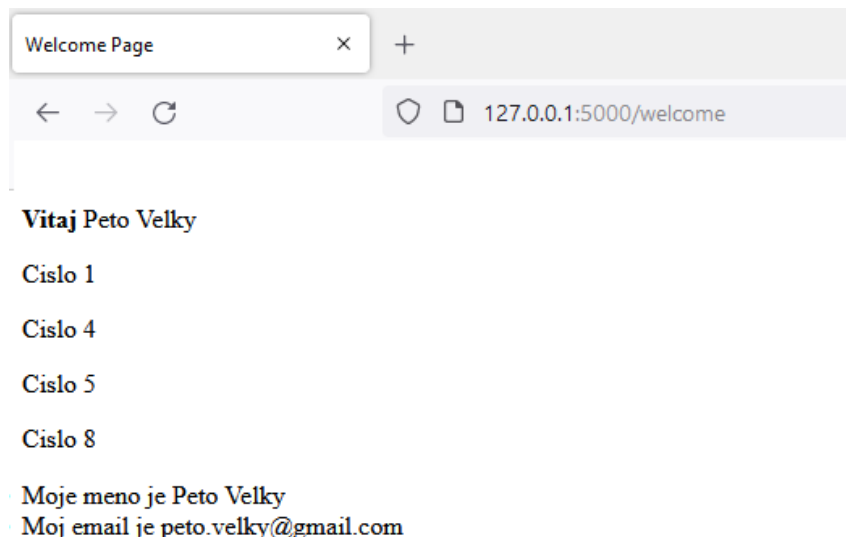 Welcome Page
127.0.0.1:5000/welcome
Vitaj Peto Velky
Cislo 1
Cislo 4
Cislo 5
Cislo 8
Moje meno je Peto Velky
Moj email je peto.velky@gmail.com